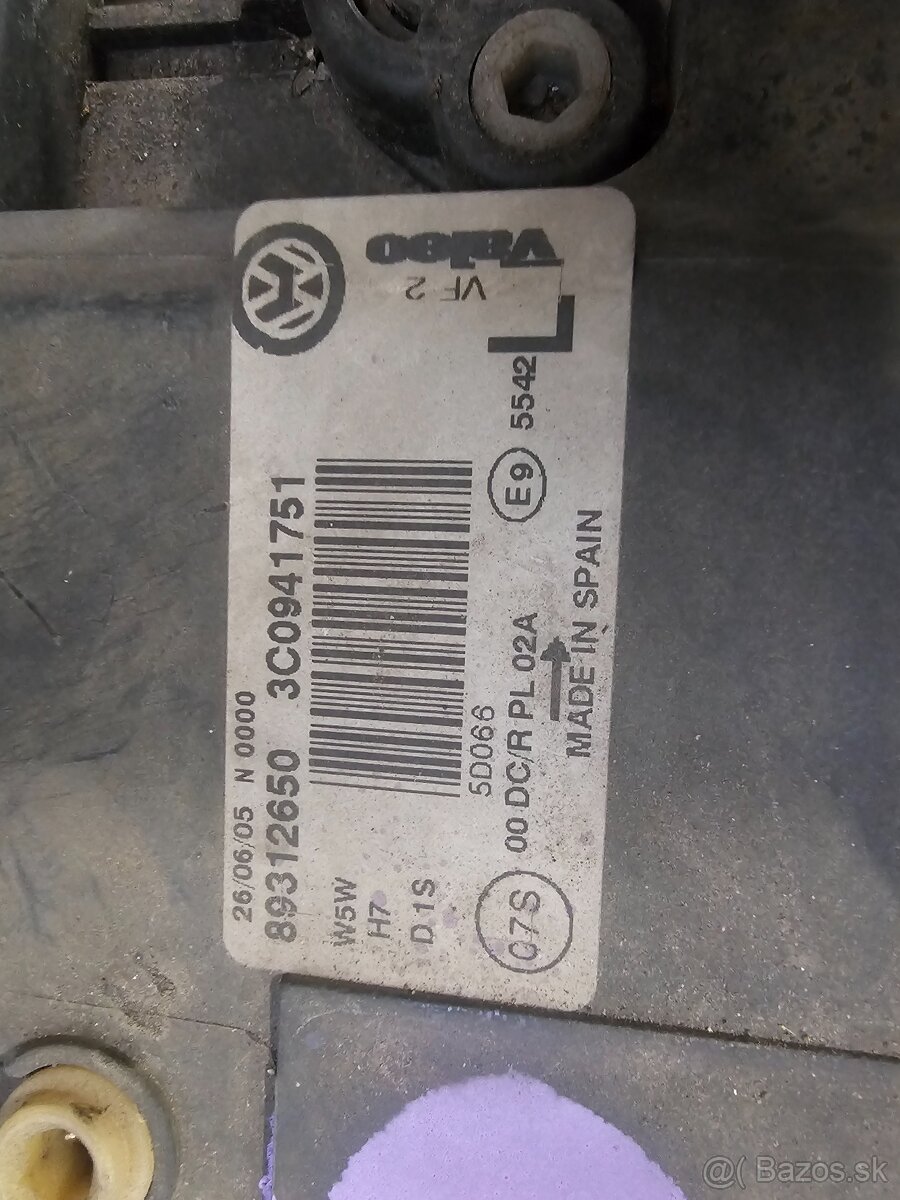 Valeo
VF 2
L
26/06/05 N 0000
89312650 3C0941751
W5W
H7
D1S
5D066
00 DC/R PL 02A
E9 5542
MADE IN SPAIN
07S
@( Bazos.sk